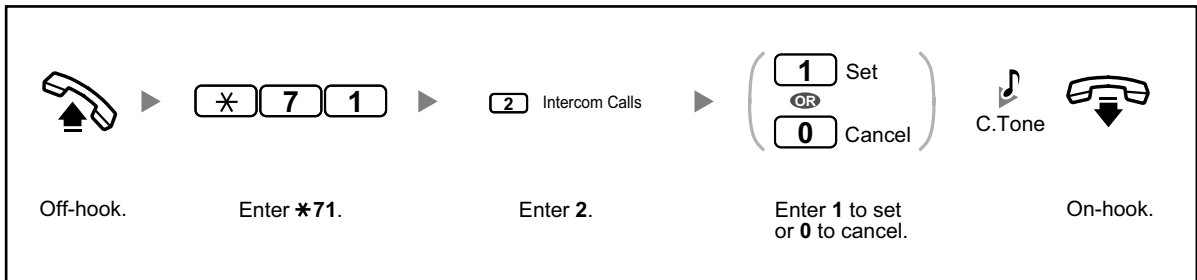 ✳ 7 1
2 Intercom Calls
1 Set
OR
0 Cancel
C.Tone
Off-hook.
Enter ✳71.
Enter 2.
Enter 1 to set
or 0 to cancel.
On-hook.